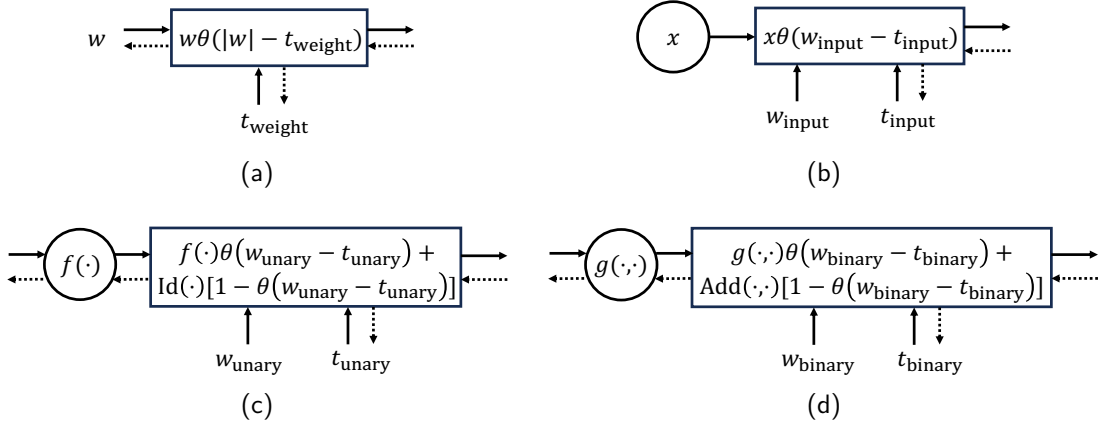 w
wθ(|w| − t_weight)
t_weight
(a)
x
xθ(w_input − t_input)
w_input
t_input
(b)
f(·)
f(·)θ(w_unary − t_unary) +
Id(·)[1 − θ(w_unary − t_unary)]
w_unary
t_unary
(c)
g(·,·)
g(·,·)θ(w_binary − t_binary) +
Add(·,·)[1 − θ(w_binary − t_binary)]
w_binary
t_binary
(d)